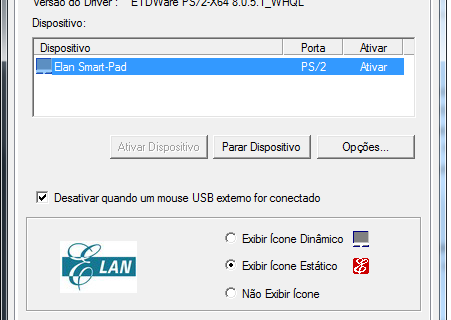 Versão do Driver : ETDWare PS/2-X64 8.0.5.1_WHQL
Dispositivo:
Dispositivo Porta Ativar
Elan Smart-Pad PS/2 Ativar
Ativar Dispositivo Parar Dispositivo Opções...
Desativar quando um mouse USB externo for conectado
Exibir Ícone Dinâmico
ELAN Exibir Ícone Estático
Não Exibir Ícone